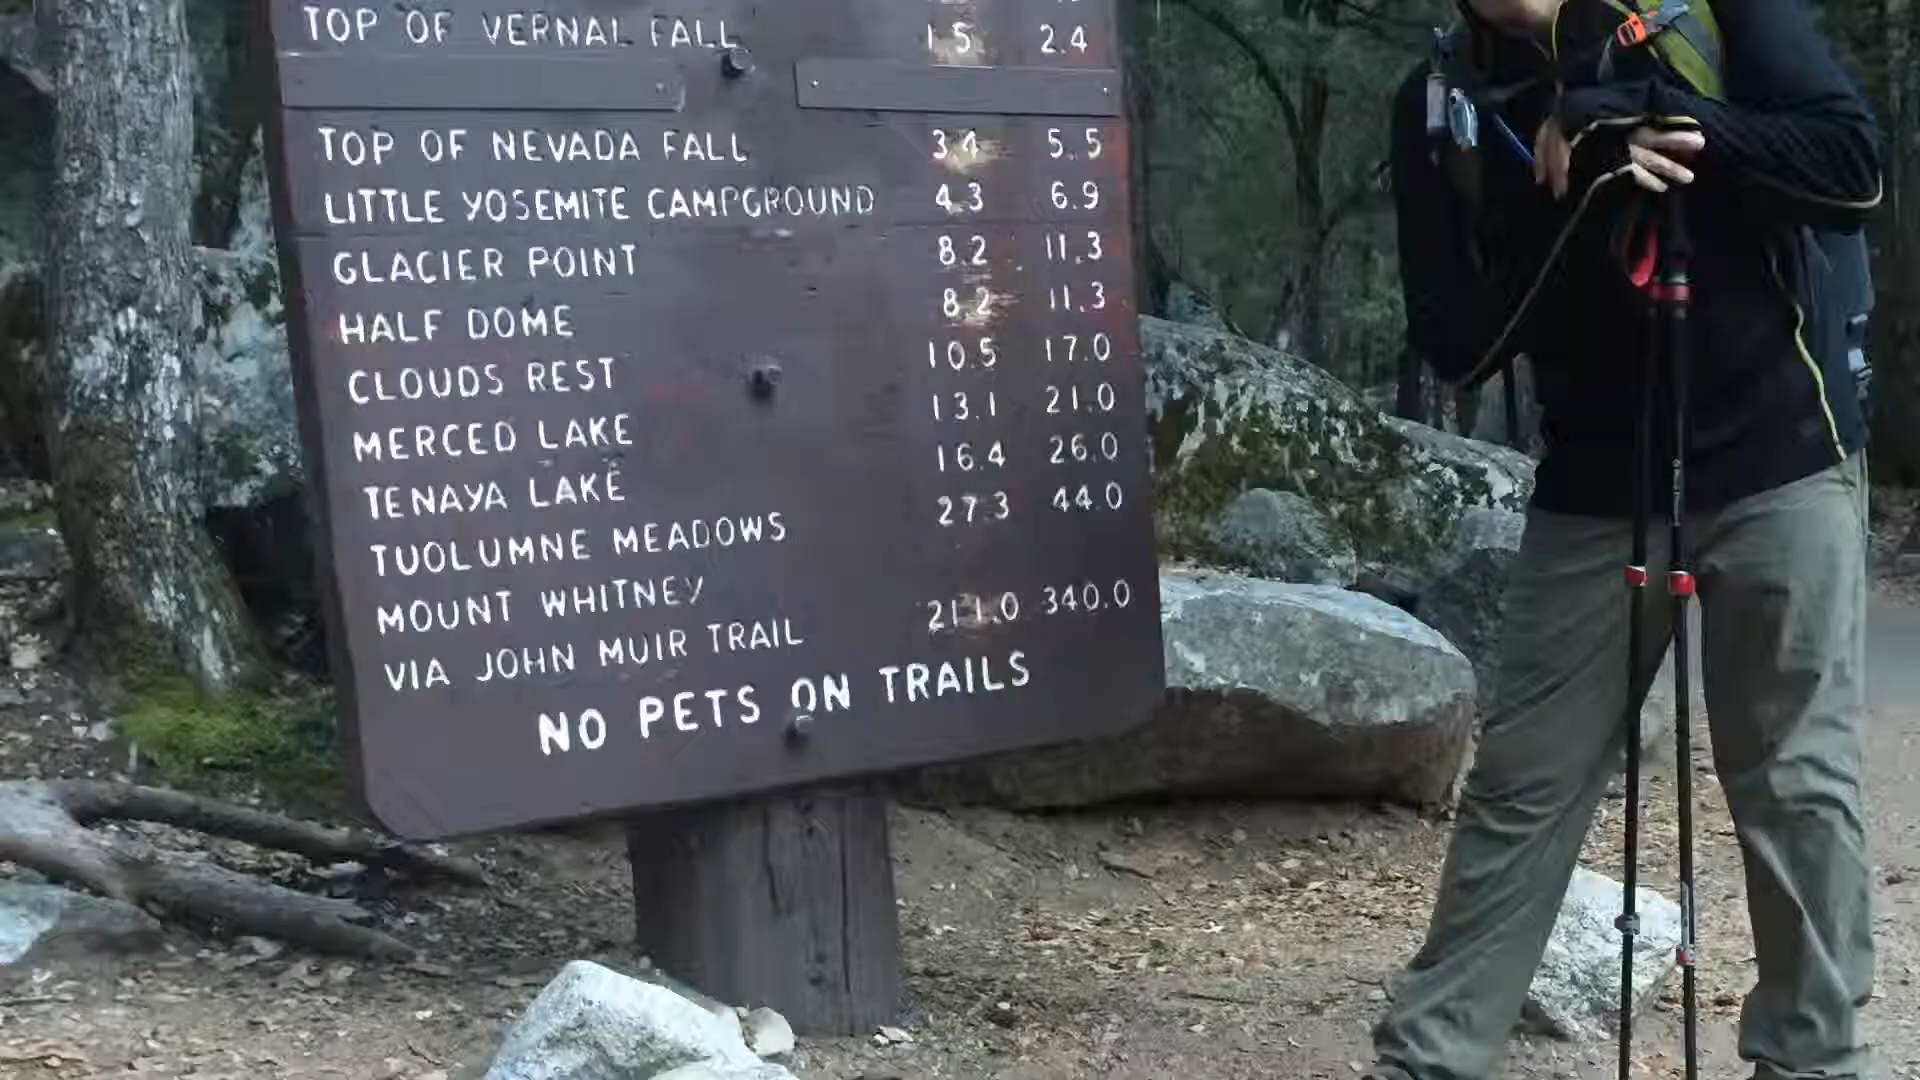 TOP OF VERNAL FALL 1.5 2.4
TOP OF NEVADA FALL 3.4 5.5
LITTLE YOSEMITE CAMPGROUND 4.3 6.9
GLACIER POINT 8.2 11.3
HALF DOME 8.2 11.3
CLOUDS REST 10.5 17.0
MERCED LAKE 13.1 21.0
TENAYA LAKE 16.4 26.0
TUOLUMNE MEADOWS 27.3 44.0
MOUNT WHITNEY
VIA JOHN MUIR TRAIL 211.0 340.0
NO PETS ON TRAILS